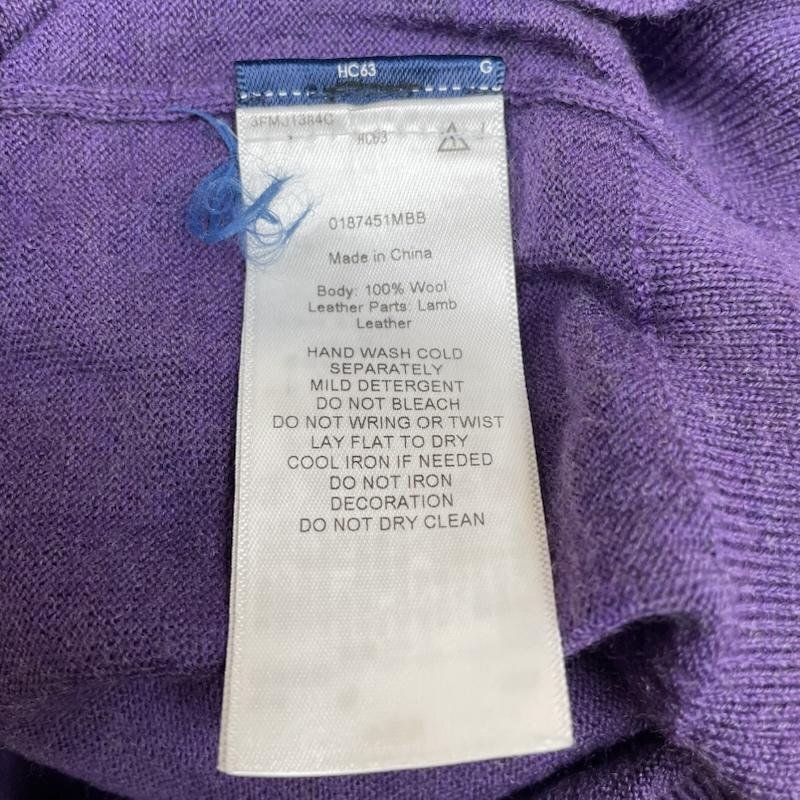 HC63 G
3FMJ1384C
HC63
0187451MBB
Made in China
Body: 100% Wool
Leather Parts: Lamb
Leather
HAND WASH COLD
SEPARATELY
MILD DETERGENT
DO NOT BLEACH
DO NOT WRING OR TWIST
LAY FLAT TO DRY
COOL IRON IF NEEDED
DO NOT IRON
DECORATION
DO NOT DRY CLEAN